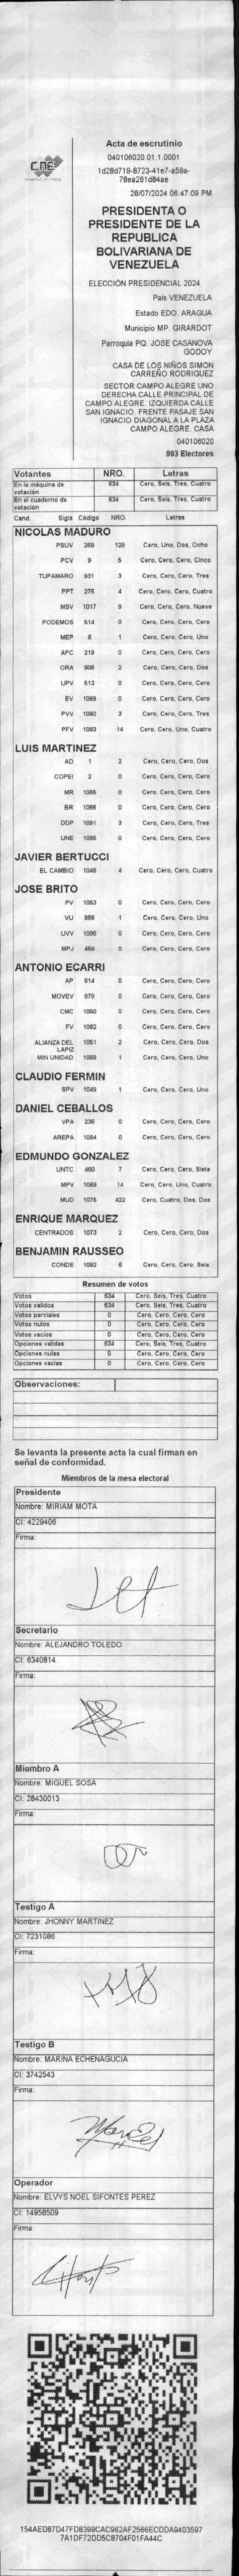 CNE
Acta de escrutinio
040106020.01.1.0001
1d28d719-8723-41e7-a59a-
78ea261d84ae
28/07/2024 06:47:09 PM
PRESIDENTA O
PRESIDENTE DE LA
REPUBLICA
BOLIVARIANA DE
VENEZUELA
ELECCIÓN PRESIDENCIAL 2024
Pais VENEZUELA
Estado EDO. ARAGUA
Municipio MP. GIRARDOT
Parroquia PQ. JOSE CASANOVA
GODOY
CASA DE LOS NIÑOS SIMON
CARREÑO RODRIGUEZ
SECTOR CAMPO ALEGRE UNO
DERECHA CALLE PRINCIPAL DE
CAMPO ALEGRE. IZQUIERDA CALLE
SAN IGNACIO. FRENTE PASAJE SAN
IGNACIO DIAGONAL A LA PLAZA
CAMPO ALEGRE. CASA
040106020
993 Electores
Votantes NRO. Letras
En la máquina de votación 634 Cero, Seis, Tres, Cuatro
En el cuaderno de votación 634 Cero, Seis, Tres, Cuatro
Cand. Sigla Código NRO. Letras
NICOLAS MADURO
PSUV 269 128 Cero, Uno, Dos, Ocho
PCV 9 5 Cero, Cero, Cero, Cinco
TUPAMARO 931 3 Cero, Cero, Cero, Tres
PPT 276 4 Cero, Cero, Cero, Cuatro
MSV 1017 9 Cero, Cero, Cero, Nueve
PODEMOS 514 0 Cero, Cero, Cero, Cero
MEP 6 1 Cero, Cero, Cero, Uno
APC 219 0 Cero, Cero, Cero, Cero
ORA 906 2 Cero, Cero, Cero, Dos
UPV 513 0 Cero, Cero, Cero, Cero
EV 1089 0 Cero, Cero, Cero, Cero
PVV 1090 3 Cero, Cero, Cero, Tres
PFV 1093 14 Cero, Cero, Uno, Cuatro
LUIS MARTINEZ
AD 1 2 Cero, Cero, Cero, Dos
COPEI 2 0 Cero, Cero, Cero, Cero
MR 1065 0 Cero, Cero, Cero, Cero
BR 1066 0 Cero, Cero, Cero, Cero
DDP 1091 3 Cero, Cero, Cero, Tres
UNE 1095 0 Cero, Cero, Cero, Cero
JAVIER BERTUCCI
EL CAMBIO 1046 4 Cero, Cero, Cero, Cuatro
JOSE BRITO
PV 1053 0 Cero, Cero, Cero, Cero
VU 868 1 Cero, Cero, Cero, Uno
UVV 1096 0 Cero, Cero, Cero, Cero
MPJ 456 0 Cero, Cero, Cero, Cero
ANTONIO ECARRI
AP 814 0 Cero, Cero, Cero, Cero
MOVEV 878 0 Cero, Cero, Cero, Cero
CMC 1050 0 Cero, Cero, Cero, Cero
FV 1052 0 Cero, Cero, Cero, Cero
ALIANZA DEL LAPIZ 1051 2 Cero, Cero, Cero, Dos
MIN UNIDAD 1068 1 Cero, Cero, Cero, Uno
CLAUDIO FERMIN
SPV 1049 1 Cero, Cero, Cero, Uno
DANIEL CEBALLOS
VPA 236 0 Cero, Cero, Cero, Cero
AREPA 1094 0 Cero, Cero, Cero, Cero
EDMUNDO GONZALEZ
UNTC 460 7 Cero, Cero, Cero, Siete
MPV 1069 14 Cero, Cero, Uno, Cuatro
MUD 1075 422 Cero, Cuatro, Dos, Dos
ENRIQUE MARQUEZ
CENTRADOS 1073 2 Cero, Cero, Cero, Dos
BENJAMIN RAUSSEO
CONDE 1092 6 Cero, Cero, Cero, Seis
Resumen de votos
Votos 634 Cero, Seis, Tres, Cuatro
Votos validos 634 Cero, Seis, Tres, Cuatro
Votos parciales 0 Cero, Cero, Cero, Cero
Votos nulos 0 Cero, Cero, Cero, Cero
Votos vacios 0 Cero, Cero, Cero, Cero
Opciones validas 634 Cero, Seis, Tres, Cuatro
Opciones nulas 0 Cero, Cero, Cero, Cero
Opciones vacias 0 Cero, Cero, Cero, Cero
Observaciones:
Se levanta la presente acta la cual firman en
señal de conformidad.
Miembros de la mesa electoral
Presidente
Nombre: MIRIAM MOTA
CI: 4229406
Firma:
Secretario
Nombre: ALEJANDRO TOLEDO
CI: 6340814
Firma:
Miembro A
Nombre: MIGUEL SOSA
CI: 28430013
Firma:
Testigo A
Nombre: JHONNY MARTINEZ
CI: 7231086
Firma:
Testigo B
Nombre: MARINA ECHENAGUCIA
CI: 3742543
Firma:
Operador
Nombre: ELVYS NOEL SIFONTES PEREZ
CI: 14958509
Firma:
154AED87D47FD8399CAC962AF2566ECDDA9403597
7A1DF72DD5C8704F01FA44C